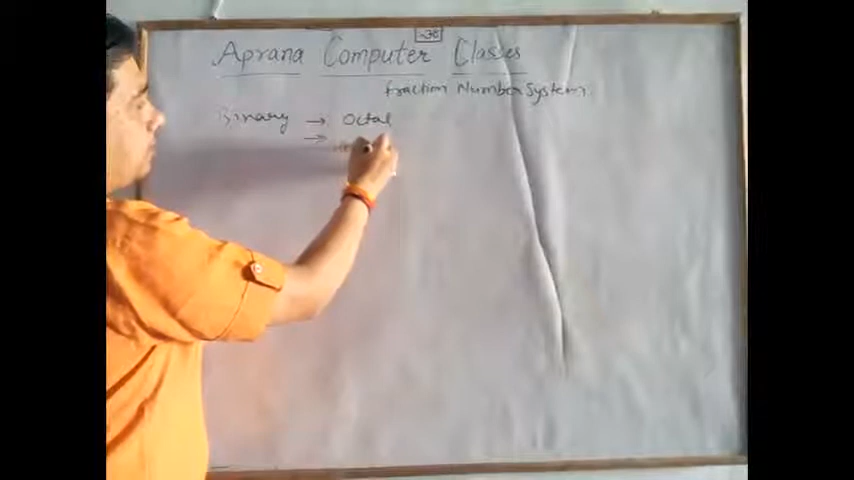 Aprana Computer Classes
fraction Number System
Binary → Octal
→